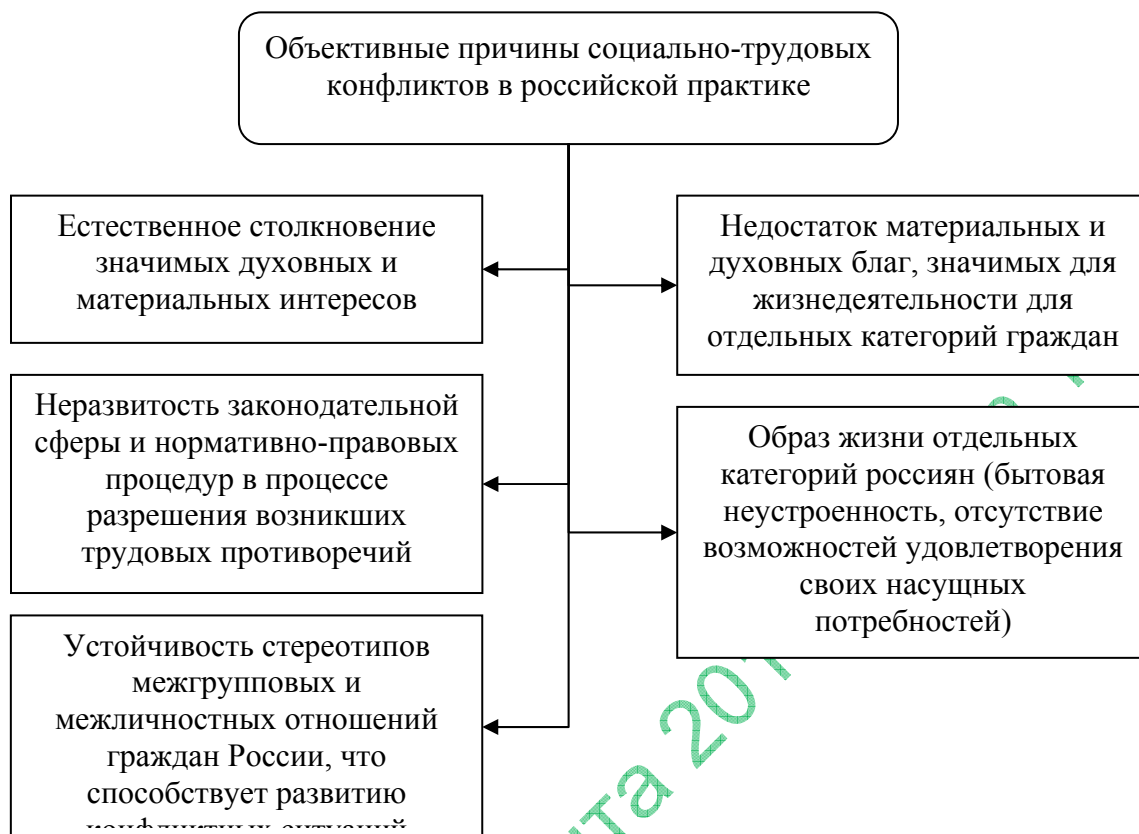 Объективные причины социально-трудовых
конфликтов в российской практике
Естественное столкновение
значимых духовных и
материальных интересов
Недостаток материальных и
духовных благ, значимых для
жизнедеятельности для
отдельных категорий граждан
Неразвитость законодательной
сферы и нормативно-правовых
процедур в процессе
разрешения возникших
трудовых противоречий
Образ жизни отдельных
категорий россиян (бытовая
неустроенность, отсутствие
возможностей удовлетворения
своих насущных
потребностей)
Устойчивость стереотипов
межгрупповых и
межличностных отношений
граждан России, что
способствует развитию
конфликтных ситуаций